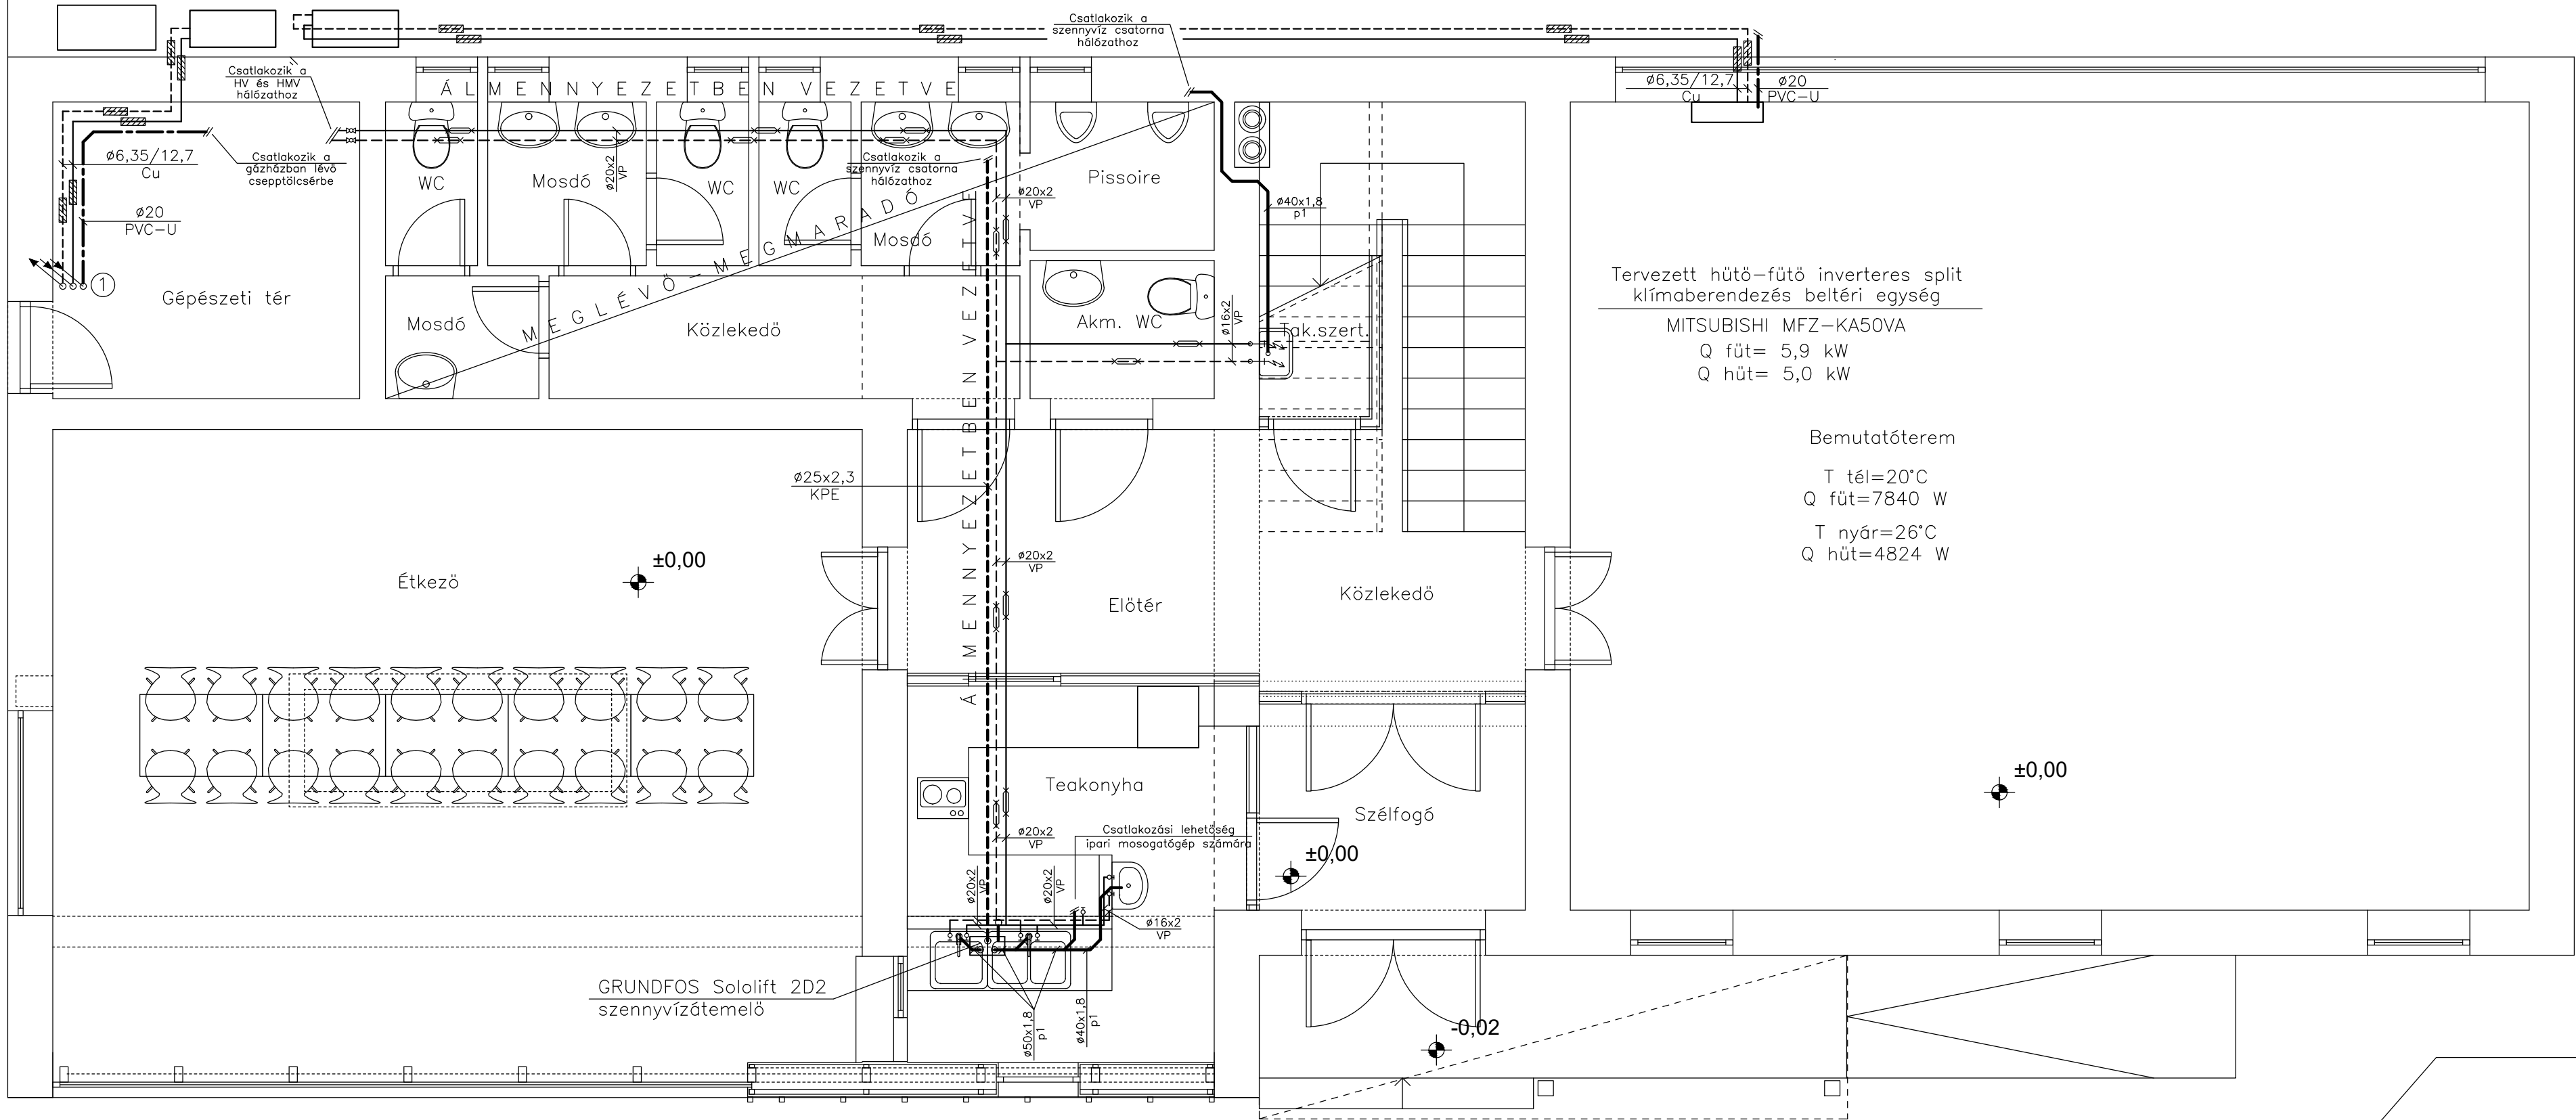 Csatlakozik a
szennyvíz csatorna
hálózathoz
Csatlakozik a
HV és HMV
hálózathoz
ÁLMENNYEZETBEN VEZETVE
ø6,35/12,7
Cu
ø20
PVC-U
ø6,35/12,7
Cu
Csatlakozik a
gázházban lévő
csepptölcsérbe
ø20
PVC-U
WC
Mosdó
ø20x2
VP
WC
WC
Csatlakozik a
szennyvíz csatorna
hálózathoz
Mosdó
ø20x2
VP
Pissoire
ø40x1,8
p1
1
Gépészeti tér
Mosdó
MEGLÉVŐ-MEGMARADÓ
Közlekedő
Akm. WC
ø16x2
VP
Tak.szert.
Tervezett hűtő-fűtő inverteres split
klímaberendezés beltéri egység
MITSUBISHI MFZ-KA50VA
Q fűt= 5,9 kW
Q hűt= 5,0 kW
Bemutatóterem
T tél=20°C
Q fűt=7840 W
T nyár=26°C
Q hűt=4824 W
ÁLMENNYEZETBEN VEZETVE
ø25x2,3
KPE
ø20x2
VP
Étkező
±0,00
Előtér
Közlekedő
Teakonyha
±0,00
Szélfogó
ø20x2
VP
Csatlakozási lehetőség
ipari mosogatógép számára
±0,00
ø20x2
VP
ø20x2
VP
ø16x2
VP
GRUNDFOS Sololift 2D2
szennyvízátemelő
ø50x1,8
p1
ø40x1,8
p1
-0,02